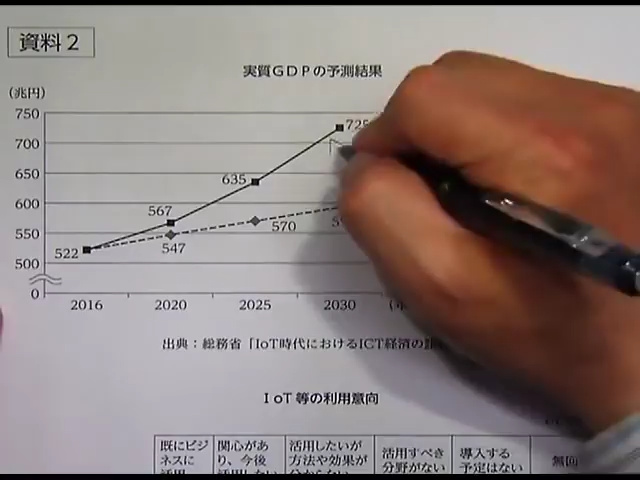 資料2
実質GDPの予測結果
(兆円)
750
700
650
600
550
500
0
725
635
567
522
547
570
2016 2020 2025 2030
出典:総務省「IoT時代におけるICT経済の
IoT等の利用意向
既にビジ 関心があ 活用したいが 活用すべき 導入する 無回
ネスに り、今後 方法や効果が 分野がない 予定はない